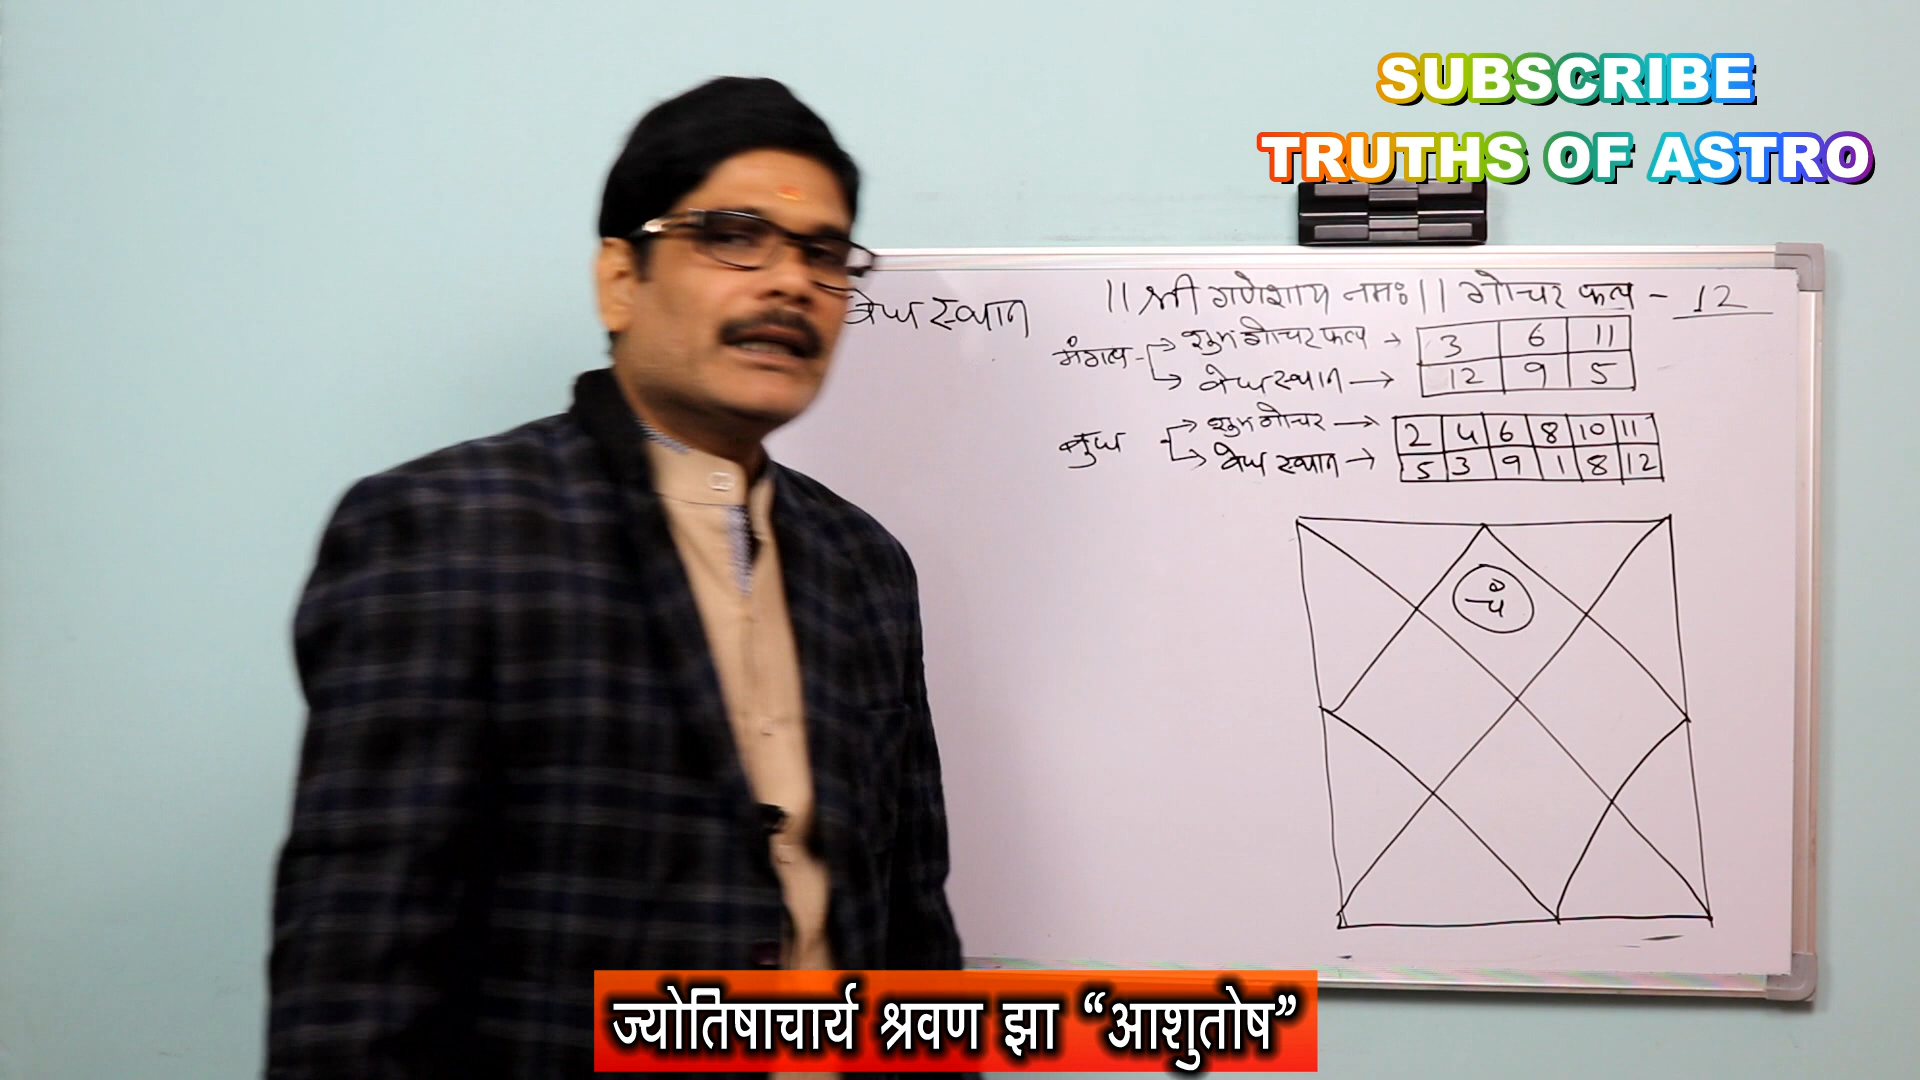 SUBSCRIBE
TRUTHS OF ASTRO
वेध स्थान
॥ श्री गणेशाय नमः ॥ गोचर फल - 12
मंगल - शुभ गोचर फल → 3 6 11
वेध स्थान → 12 9 5
बुध - शुभ गोचर → 2 4 6 8 10 11
वेध स्थान → 5 3 9 1 8 12
चं
ज्योतिषाचार्य श्रवण झा “आशुतोष”